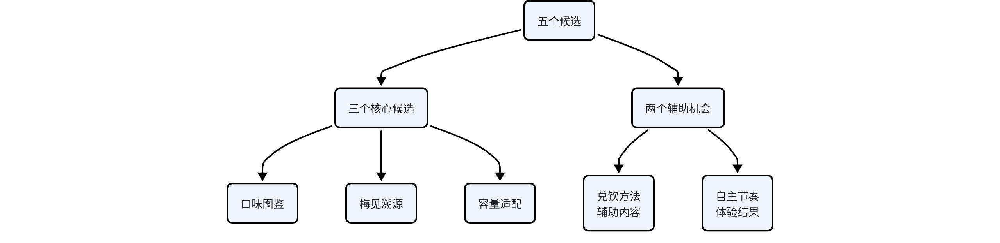 五个候选
三个核心候选
两个辅助机会
口味图鉴
梅见溯源
容量适配
兑饮方法
辅助内容
自主节奏
体验结果